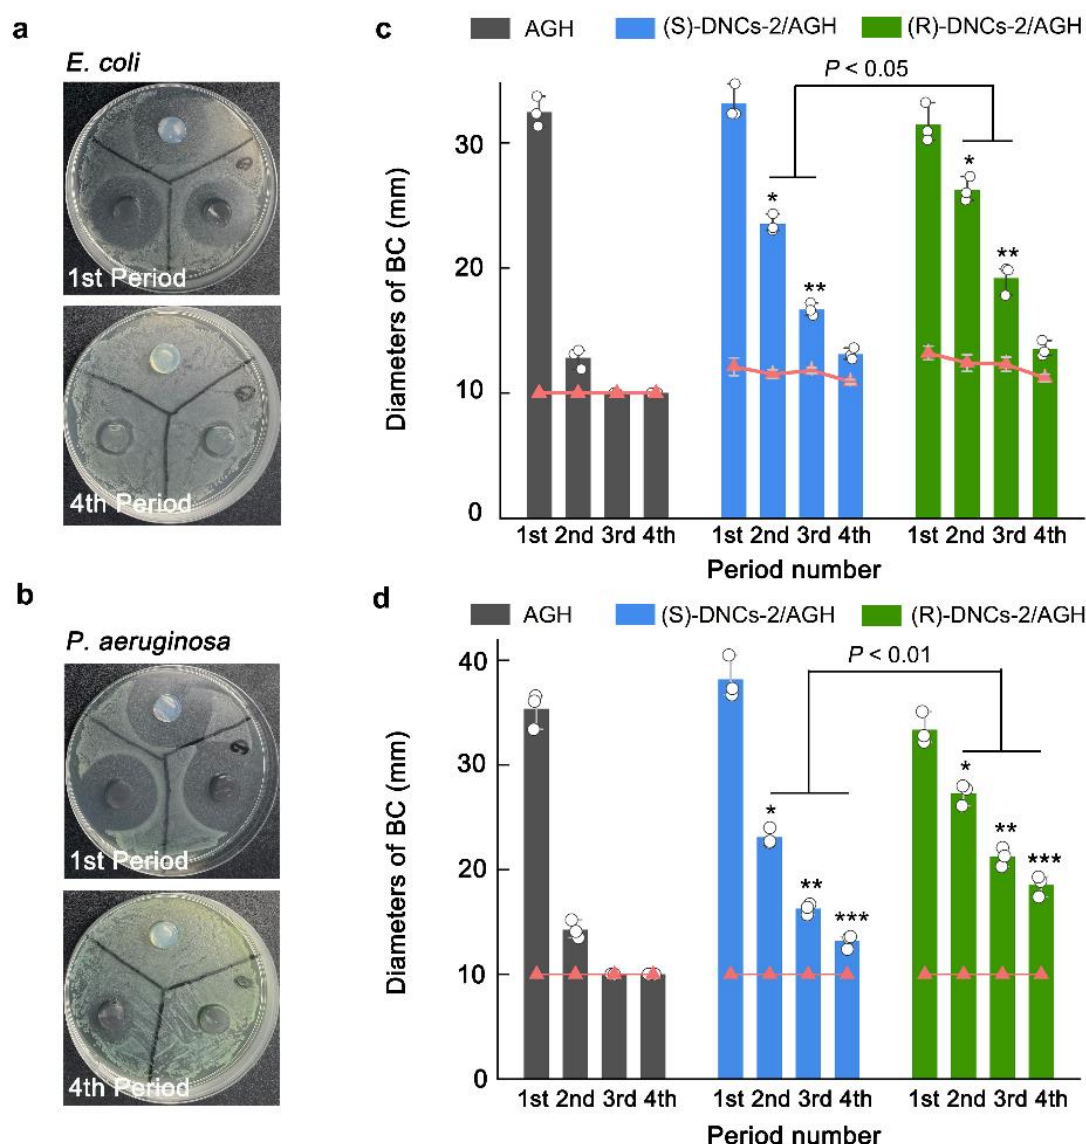 a
E. coli
1st Period
4th Period
b
P. aeruginosa
1st Period
4th Period
c
AGH (S)-DNCs-2/AGH (R)-DNCs-2/AGH
P < 0.05
* ** * **
Diameters of BC (mm)
30
20
10
0
1st 2nd 3rd 4th 1st 2nd 3rd 4th 1st 2nd 3rd 4th
Period number
d
AGH (S)-DNCs-2/AGH (R)-DNCs-2/AGH
P < 0.01
* ** *** * ** ***
Diameters of BC (mm)
40
30
20
10
0
1st 2nd 3rd 4th 1st 2nd 3rd 4th 1st 2nd 3rd 4th
Period number